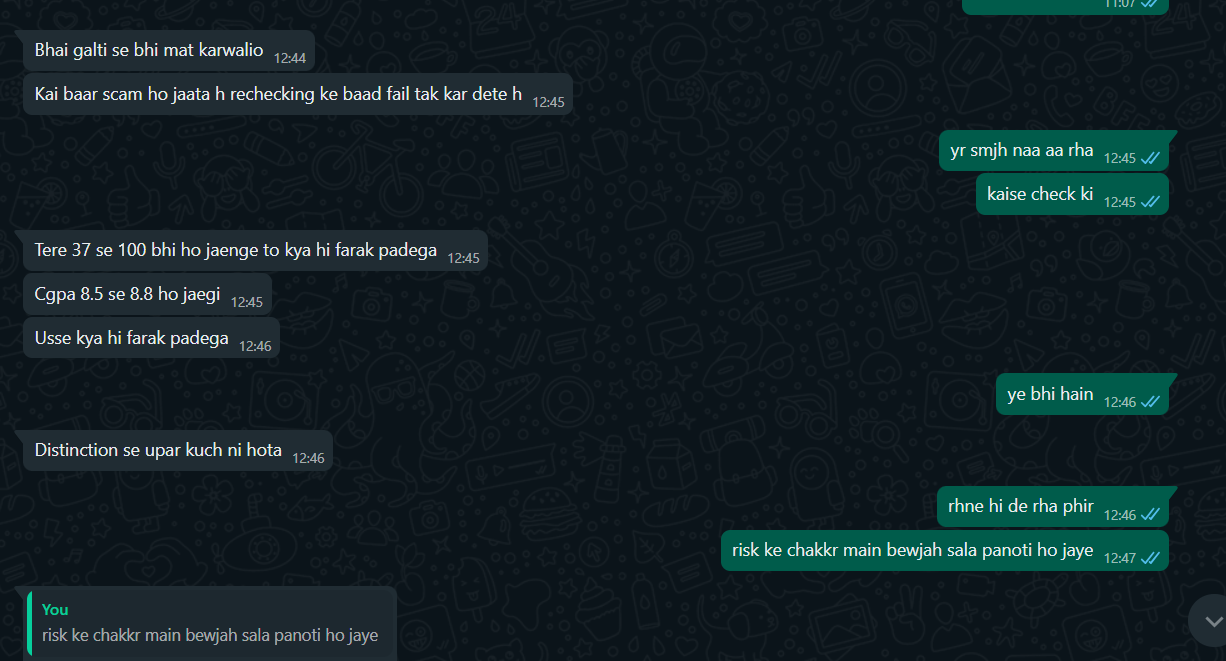 11:07
Bhai galti se bhi mat karwalio 12:44
Kai baar scam ho jaata h rechecking ke baad fail tak kar dete h 12:45
yr smjh naa aa rha 12:45
kaise check ki 12:45
Tere 37 se 100 bhi ho jaenge to kya hi farak padega 12:45
Cgpa 8.5 se 8.8 ho jaegi 12:45
Usse kya hi farak padega 12:46
ye bhi hain 12:46
Distinction se upar kuch ni hota 12:46
rhne hi de rha phir 12:46
risk ke chakkr main bewjah sala panoti ho jaye 12:47
You
risk ke chakkr main bewjah sala panoti ho jaye